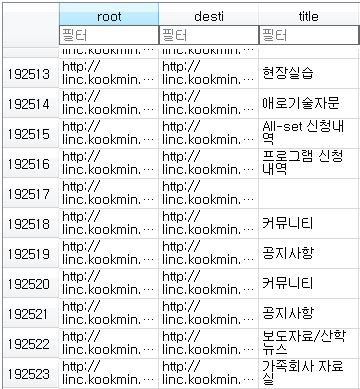 root desti title
필터 필터 필터
linc.kookmin.… linc.kookmin.…
192513 http:// linc.kookmin.… http:// linc.kookmin.… 현장실습
192514 http:// linc.kookmin.… http:// linc.kookmin.… 애로기술자문
192515 http:// linc.kookmin.… http:// linc.kookmin.… All-set 신청내역
192516 http:// linc.kookmin.… http:// linc.kookmin.… 프로그램 신청내역
192517 http:// linc.kookmin.… http:// linc.kookmin.…
192518 http:// linc.kookmin.… http:// linc.kookmin.… 커뮤니티
192519 http:// linc.kookmin.… http:// linc.kookmin.… 공지사항
192520 http:// linc.kookmin.… http:// linc.kookmin.… 커뮤니티
192521 http:// linc.kookmin.… http:// linc.kookmin.… 공지사항
192522 http:// linc.kookmin.… http:// linc.kookmin.… 보도자료/산학뉴스
192523 http:// linc.kookmin.… http:// linc.kookmin.… 가족회사 자료실